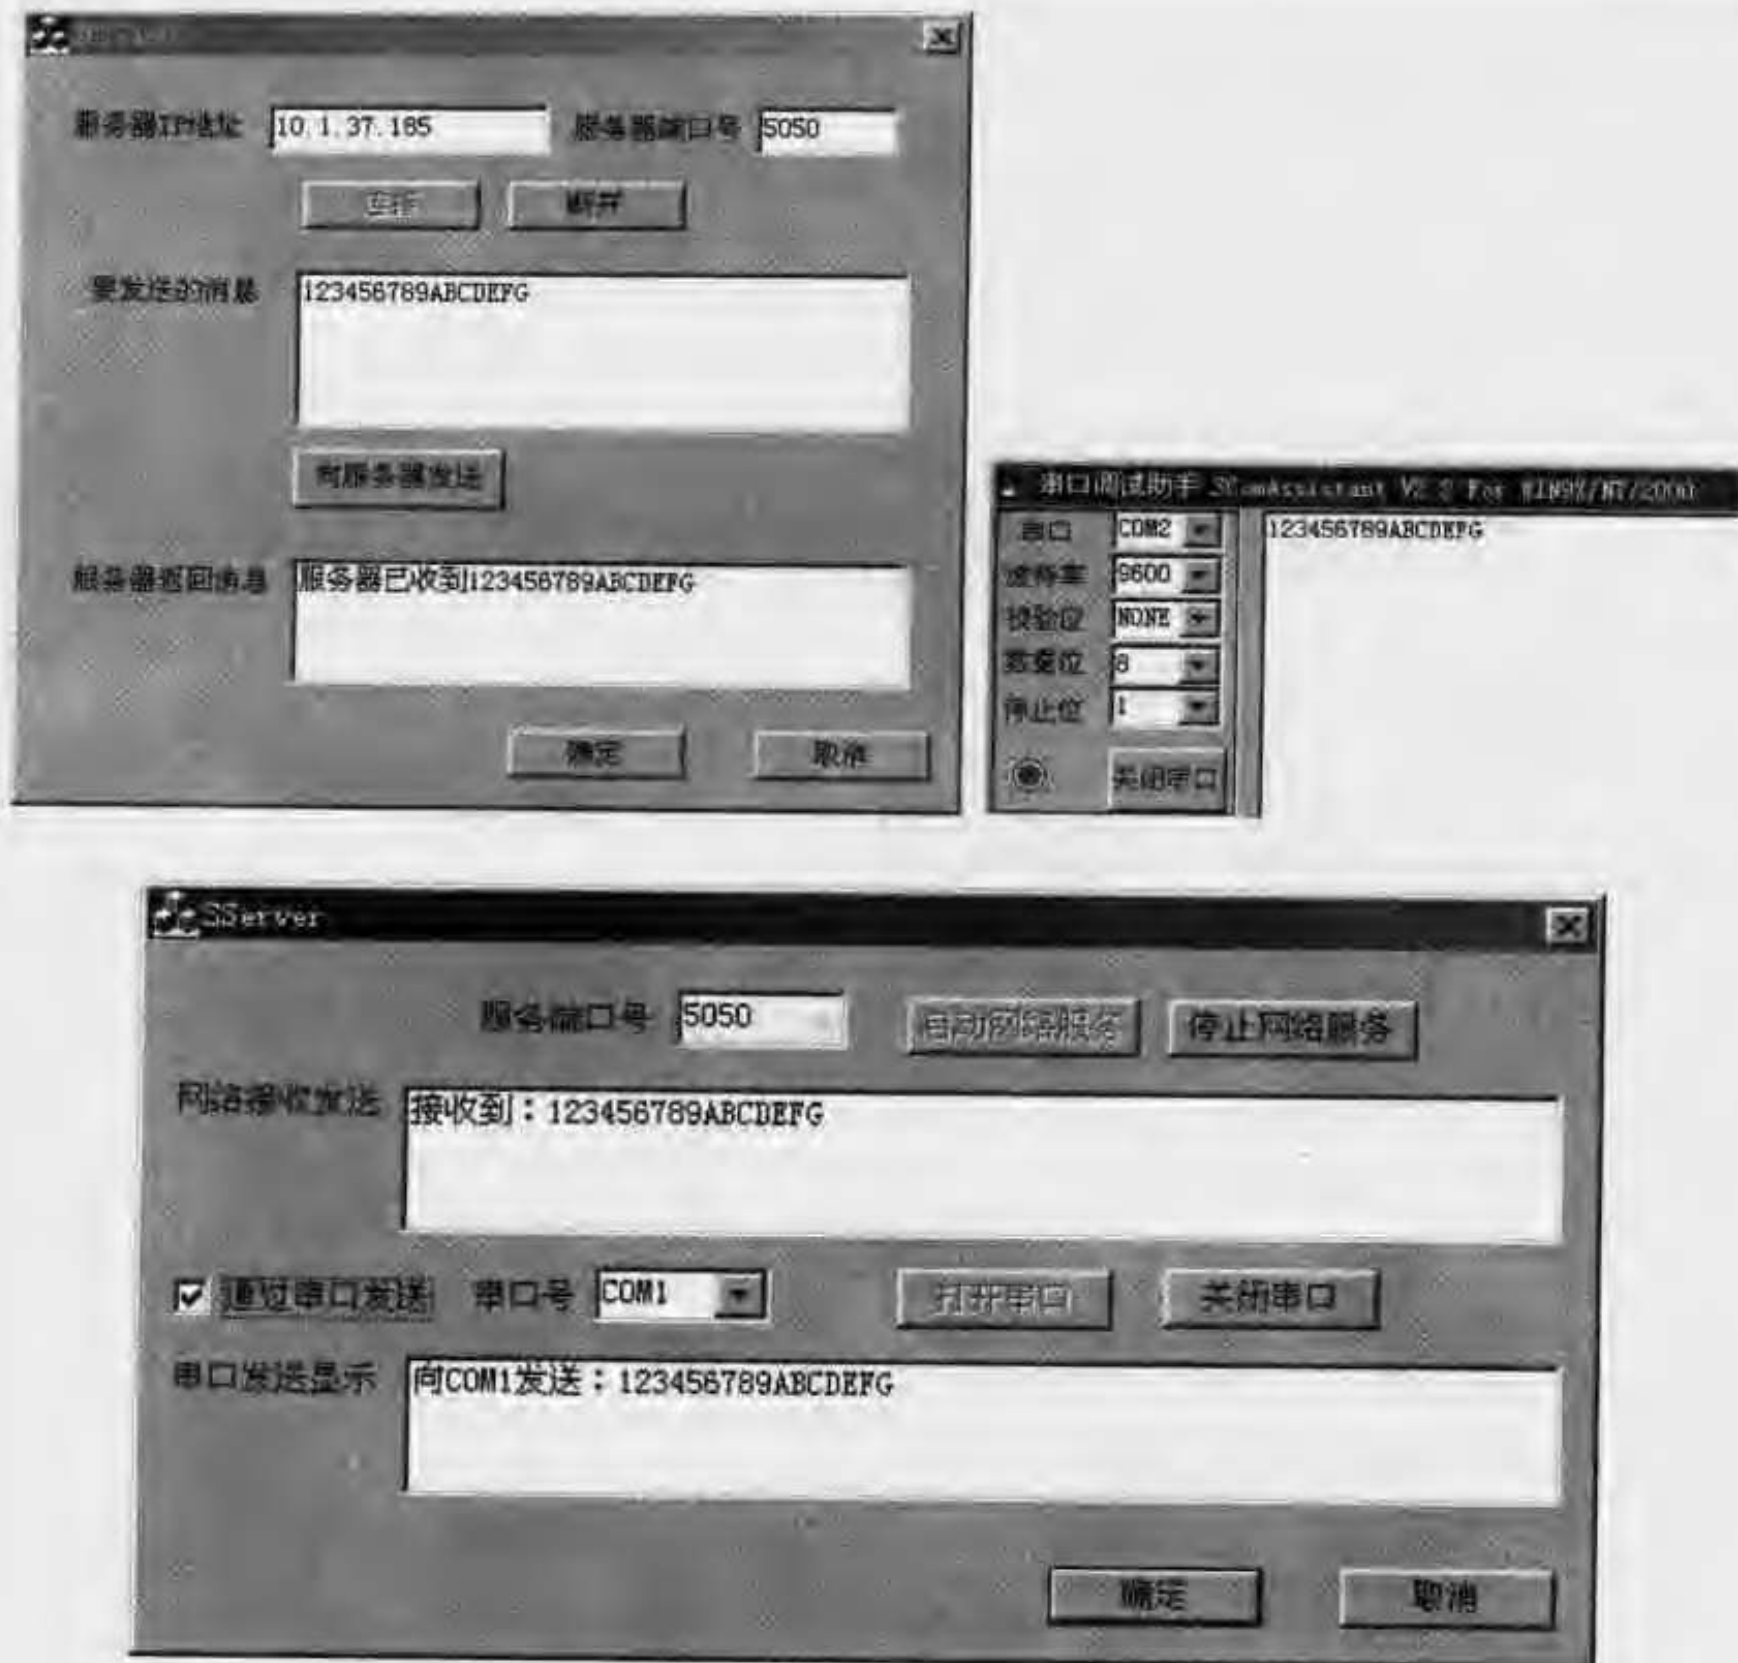 服务器IP地址 10.1.37.185 服务器端口号 5050
连接 断开
要发送的消息 123456789ABCDEFG
向服务器发送
服务器返回消息 服务器已收到123456789ABCDEFG
确定 取消
串口调试助手 SComAssistant V2.2 For WIN9X/NT/2000
串口 COM2 123456789ABCDEFG
波特率 9600
校验位 NONE
数据位 8
停止位 1
关闭串口
SServer
服务端口号 5050 启动网络服务 停止网络服务
网络接收发送 接收到：123456789ABCDEFG
通过串口发送 串口号 COM1 打开串口 关闭串口
串口发送显示 向COM1发送：123456789ABCDEFG
确定 取消